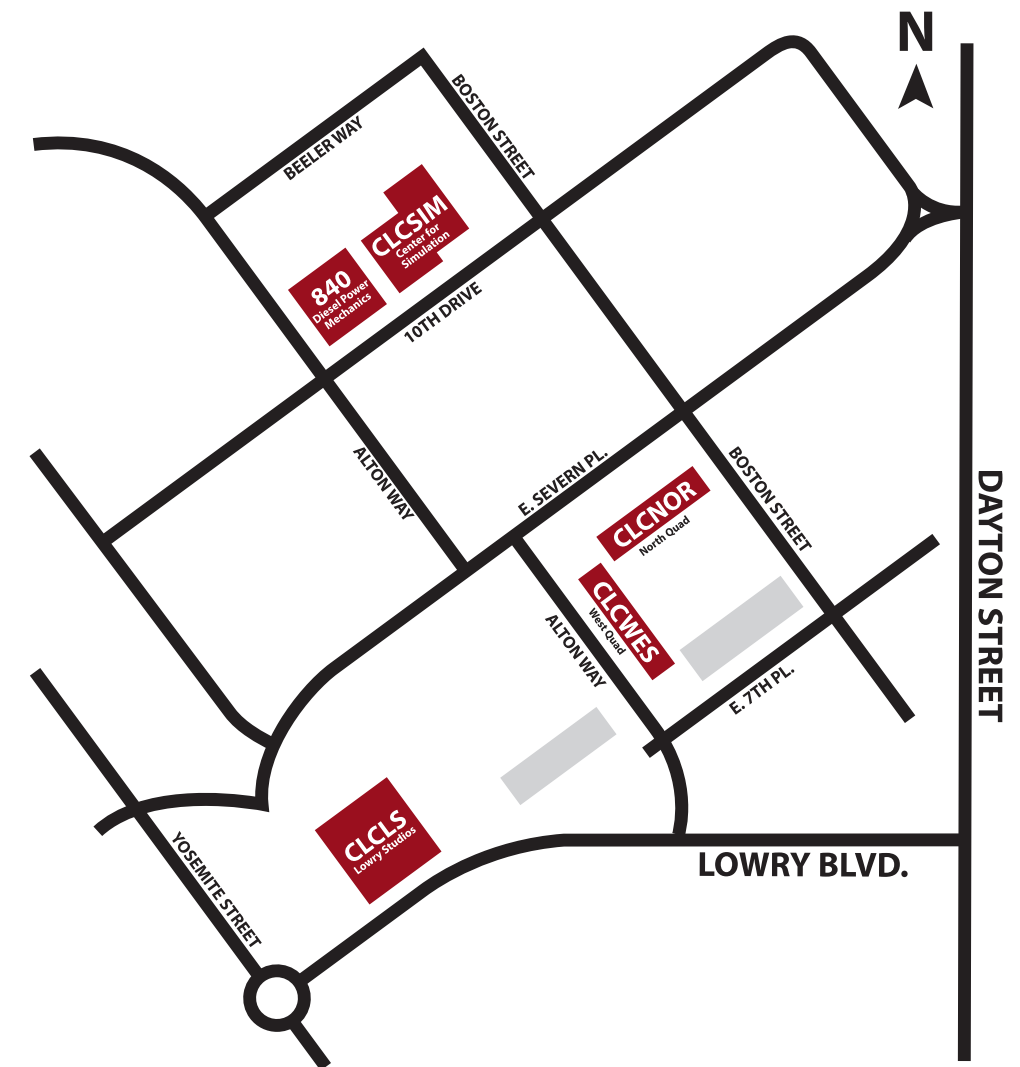 N
BOSTON STREET
BEELER WAY
CLCSIM
Center for
Simulation
840
Diesel Power
Mechanics
10TH DRIVE
ALTON WAY
E. SEVERN PL.
BOSTON STREET
CLCNOR
North Quad
DAYTON STREET
CLCWES
West Quad
ALTON WAY
E. 7TH PL.
CLCLS
Lowry Studios
YOSEMITE STREET
LOWRY BLVD.